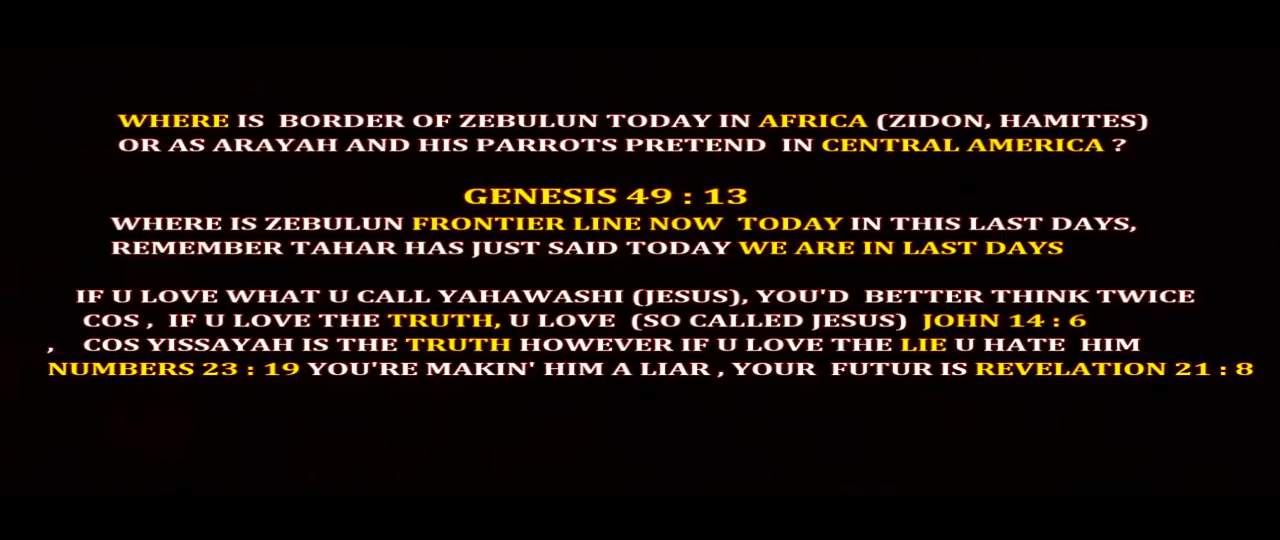 WHERE IS BORDER OF ZEBULUN TODAY IN AFRICA (ZIDON, HAMITES)
OR AS ARAYAH AND HIS PARROTS PRETEND IN CENTRAL AMERICA ?
GENESIS 49 : 13
WHERE IS ZEBULUN FRONTIER LINE NOW TODAY IN THIS LAST DAYS,
REMEMBER TAHAR HAS JUST SAID TODAY WE ARE IN LAST DAYS
IF U LOVE WHAT U CALL YAHAWASHI (JESUS), YOU'D BETTER THINK TWICE
COS , IF U LOVE THE TRUTH, U LOVE (SO CALLED JESUS) JOHN 14 : 6
, COS YISSAYAH IS THE TRUTH HOWEVER IF U LOVE THE LIE U HATE HIM
NUMBERS 23 : 19 YOU'RE MAKIN' HIM A LIAR , YOUR FUTUR IS REVELATION 21 : 8